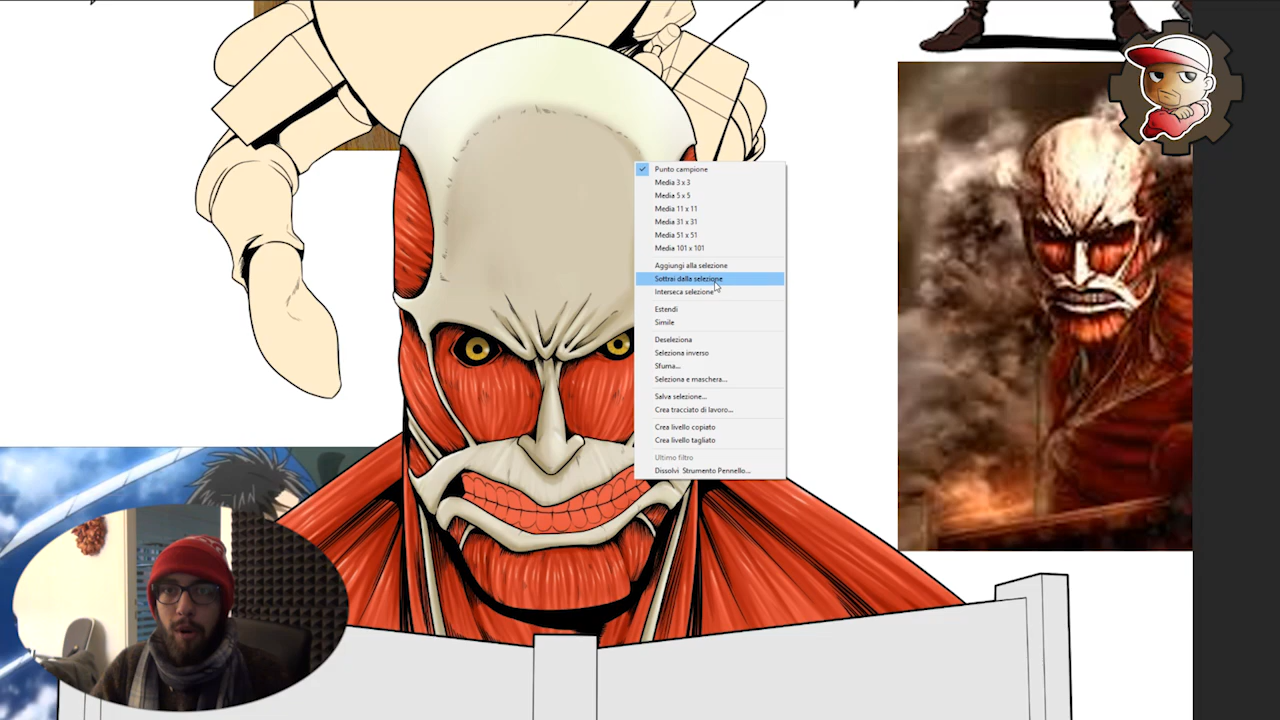 Punto campione
Media 3 x 3
Media 5 x 5
Media 11 x 11
Media 31 x 31
Media 51 x 51
Media 101 x 101
Aggiungi alla selezione
Sottrai dalla selezione
Interseca selezione
Estendi
Simile
Deseleziona
Seleziona inverso
Sfuma...
Seleziona e maschera...
Salva selezione...
Crea tracciato di lavoro...
Crea livello copiato
Crea livello tagliato
Ultimo filtro
Dissolvi Strumento Pennello...